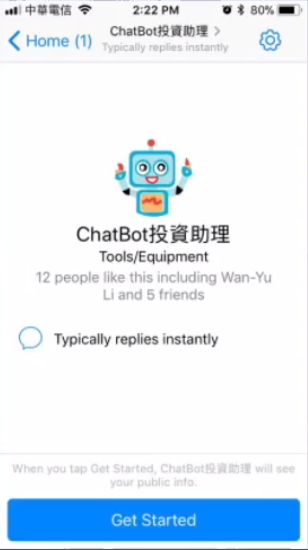 中華電信 2:22 PM 80%
Home (1) ChatBot投資助理
Typically replies instantly
ChatBot投資助理
Tools/Equipment
12 people like this including Wan-Yu
Li and 5 friends
Typically replies instantly
When you tap Get Started, ChatBot投資助理 will see
your public info.
Get Started